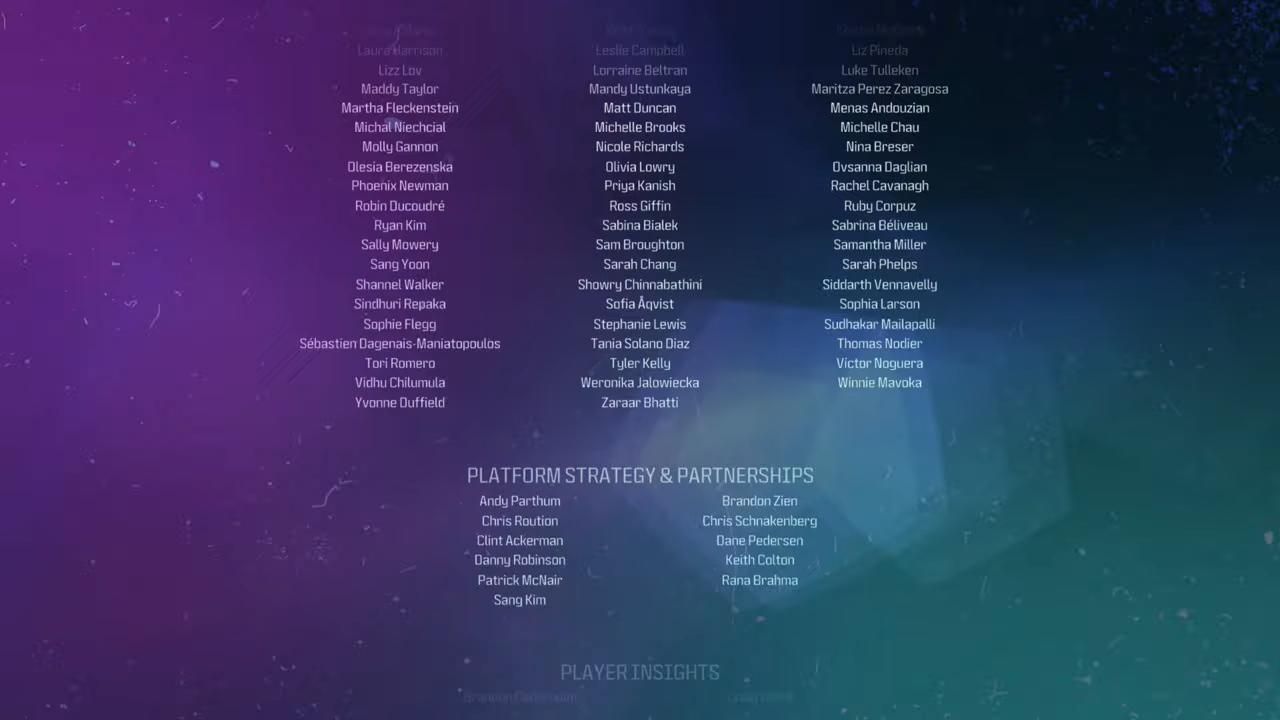 Laura Harrison Leslie Campbell Liz Pineda
Lizz Lov Lorraine Beltran Luke Tulleken
Maddy Taylor Mandy Ustunkaya Maritza Perez Zaragosa
Martha Fleckenstein Matt Duncan Menas Andouzian
Michal Niechcial Michelle Brooks Michelle Chau
Molly Gannon Nicole Richards Nina Breser
Olesia Berezenska Olivia Lowry Ovsanna Daglian
Phoenix Newman Priya Kanish Rachel Cavanagh
Robin Ducoudré Ross Giffin Ruby Corpuz
Ryan Kim Sabina Bialek Sabrina Béliveau
Sally Mowery Sam Broughton Samantha Miller
Sang Yoon Sarah Chang Sarah Phelps
Shannel Walker Showry Chinnabathini Siddarth Vennavelly
Sindhuri Repaka Sofia Åqvist Sophia Larson
Sophie Flegg Stephanie Lewis Sudhakar Mailapalli
Sébastien Dagenais-Maniatopoulos Tania Solano Diaz Thomas Nodier
Tori Romero Tyler Kelly Victor Noguera
Vidhu Chilumula Weronika Jalowiecka Winnie Mavoka
Yvonne Duffield Zaraar Bhatti
PLATFORM STRATEGY & PARTNERSHIPS
Andy Parthum Brandon Zien
Chris Roution Chris Schnakenberg
Clint Ackerman Dane Pedersen
Danny Robinson Keith Colton
Patrick McNair Rana Brahma
Sang Kim
PLAYER INSIGHTS